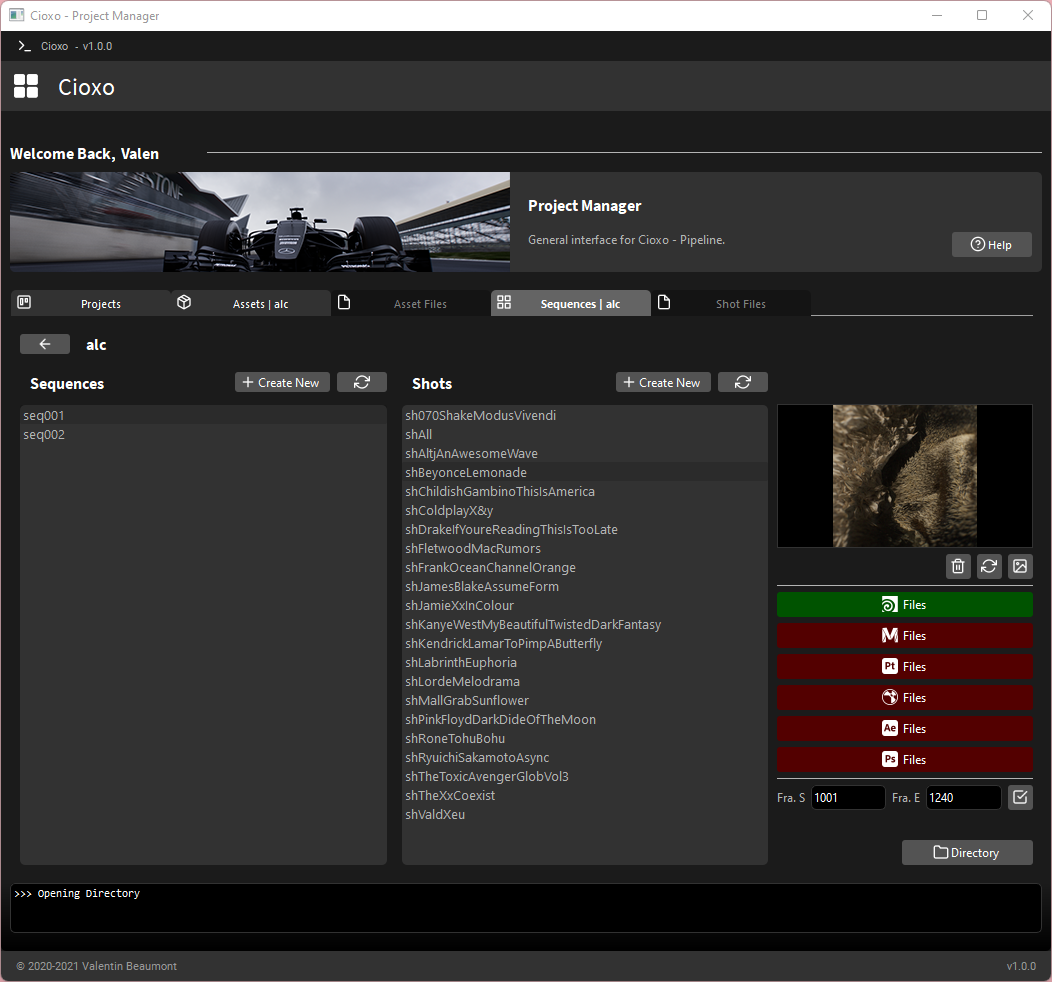 Cioxo - Project Manager
Cioxo - v1.0.0
Cioxo
Welcome Back, Valen
STONE
Project Manager
General interface for Cioxo - Pipeline.
Help
Projects
Assets | alc
Asset Files
Sequences | alc
Shot Files
alc
Sequences
Create New
Shots
Create New
seq001
seq002
sh070ShakeModusVivendi
shAll
shAltjAnAwesomeWave
shBeyonceLemonade
shChildishGambinoThisIsAmerica
shColdplayX&y
shDrakeIfYoureReadingThisIsTooLate
shFletwoodMacRumors
shFrankOceanChannelOrange
shJamesBlakeAssumeForm
shJamieXxInColour
shKanyeWestMyBeautifulTwistedDarkFantasy
shKendrickLamarToPimpAButterfly
shLabrinthEuphoria
shLordeMelodrama
shMallGrabSunflower
shPinkFloydDarkDideOfTheMoon
shRoneTohuBohu
shRyuichiSakamotoAsync
shTheToxicAvengerGlobVol3
shTheXxCoexist
shValdXeu
Files
M Files
Pt Files
Files
Ae Files
Ps Files
Fra. S 1001 Fra. E 1240
Directory
>>> Opening Directory
© 2020-2021 Valentin Beaumont
v1.0.0